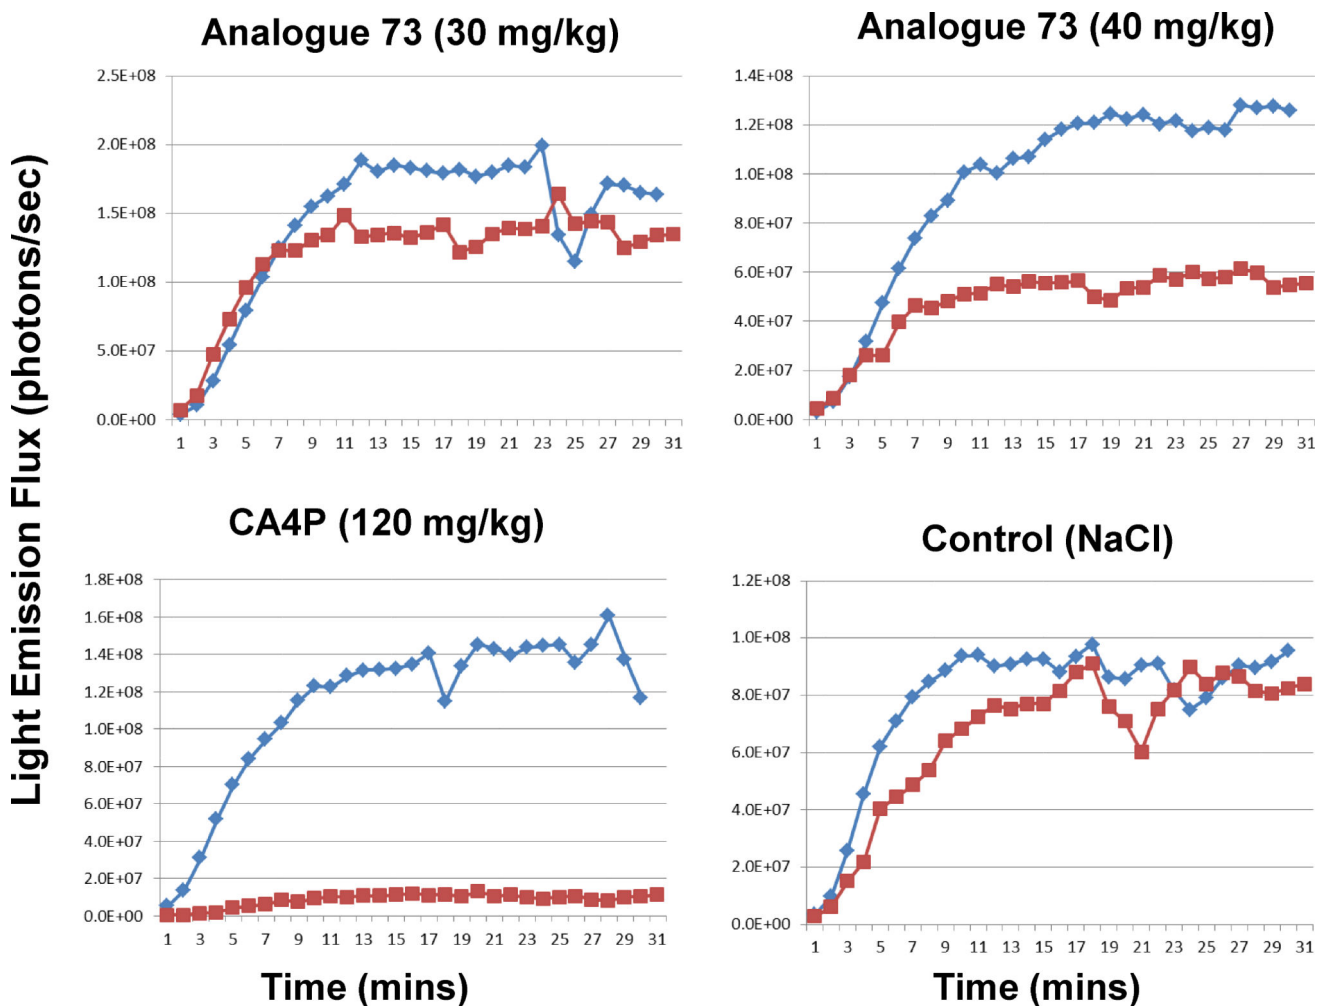 Light Emission Flux (photons/sec)
Analogue 73 (30 mg/kg)
2.5E+08
2.0E+08
1.5E+08
1.0E+08
5.0E+07
0.0E+00
1 3 5 7 9 11 13 15 17 19 21 23 25 27 29 31
Analogue 73 (40 mg/kg)
1.4E+08
1.2E+08
1.0E+08
8.0E+07
6.0E+07
4.0E+07
2.0E+07
0.0E+00
1 3 5 7 9 11 13 15 17 19 21 23 25 27 29 31
CA4P (120 mg/kg)
1.8E+08
1.6E+08
1.4E+08
1.2E+08
1.0E+08
8.0E+07
6.0E+07
4.0E+07
2.0E+07
0.0E+00
1 3 5 7 9 11 13 15 17 19 21 23 25 27 29 31
Time (mins)
Control (NaCl)
1.2E+08
1.0E+08
8.0E+07
6.0E+07
4.0E+07
2.0E+07
0.0E+00
1 3 5 7 9 11 13 15 17 19 21 23 25 27 29 31
Time (mins)